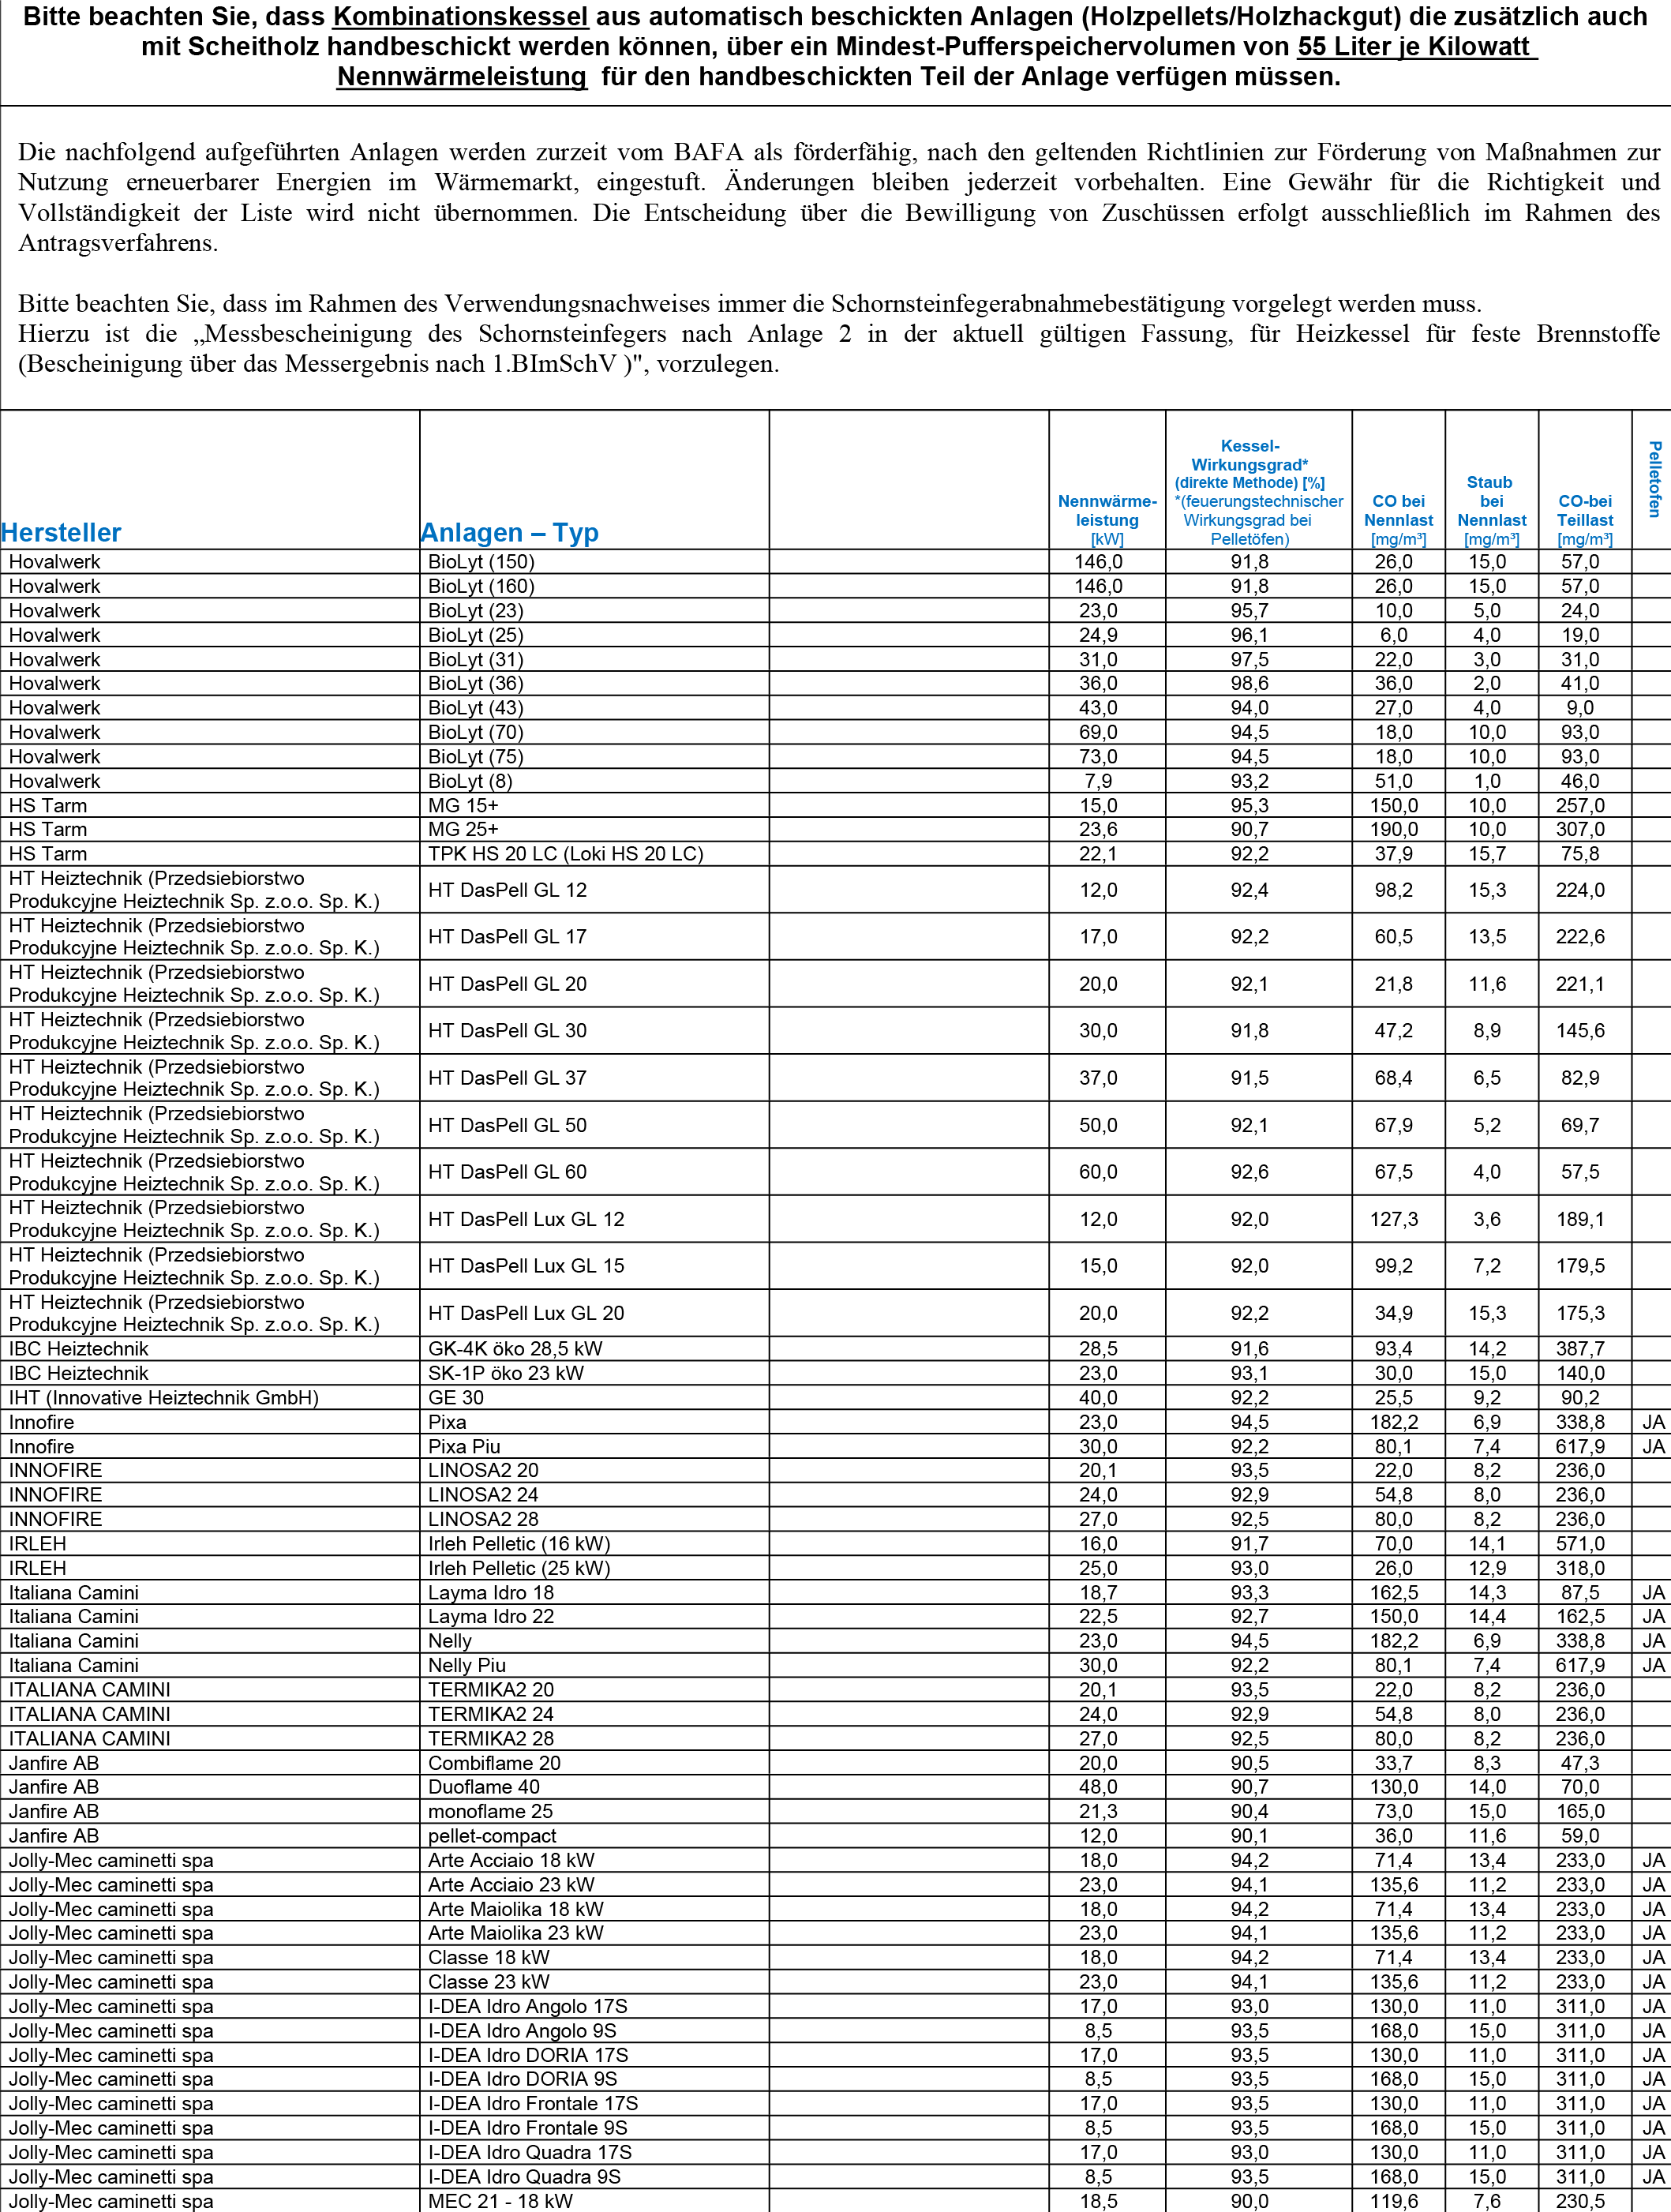 Bitte beachten Sie, dass Kombinationskessel aus automatisch beschickten Anlagen (Holzpellets/Holzhackgut) die zusätzlich auch
mit Scheitholz handbeschickt werden können, über ein Mindest-Pufferspeichervolumen von 55 Liter je Kilowatt
Nennwärmeleistung für den handbeschickten Teil der Anlage verfügen müssen.
Die nachfolgend aufgeführten Anlagen werden zurzeit vom BAFA als förderfähig, nach den geltenden Richtlinien zur Förderung von Maßnahmen zur
Nutzung erneuerbarer Energien im Wärmemarkt, eingestuft. Änderungen bleiben jederzeit vorbehalten. Eine Gewähr für die Richtigkeit und
Vollständigkeit der Liste wird nicht übernommen. Die Entscheidung über die Bewilligung von Zuschüssen erfolgt ausschließlich im Rahmen des
Antragsverfahrens.
Bitte beachten Sie, dass im Rahmen des Verwendungsnachweises immer die Schornsteinfegerabnahmebestätigung vorgelegt werden muss.
Hierzu ist die „Messbescheinigung des Schornsteinfegers nach Anlage 2 in der aktuell gültigen Fassung, für Heizkessel für feste Brennstoffe
(Bescheinigung über das Messergebnis nach 1.BImSchV )", vorzulegen.
Hersteller
Anlagen – Typ
Nennwärme-
leistung
[kW]
Kessel-
Wirkungsgrad*
(direkte Methode) [%]
*(feuerungstechnischer
Wirkungsgrad bei
Pelletöfen)
CO bei
Nennlast
[mg/m³]
Staub
bei
Nennlast
[mg/m³]
CO-bei
Teillast
[mg/m³]
Pelletofen
Hovalwerk BioLyt (150) 146,0 91,8 26,0 15,0 57,0
Hovalwerk BioLyt (160) 146,0 91,8 26,0 15,0 57,0
Hovalwerk BioLyt (23) 23,0 95,7 10,0 5,0 24,0
Hovalwerk BioLyt (25) 24,9 96,1 6,0 4,0 19,0
Hovalwerk BioLyt (31) 31,0 97,5 22,0 3,0 31,0
Hovalwerk BioLyt (36) 36,0 98,6 36,0 2,0 41,0
Hovalwerk BioLyt (43) 43,0 94,0 27,0 4,0 9,0
Hovalwerk BioLyt (70) 69,0 94,5 18,0 10,0 93,0
Hovalwerk BioLyt (75) 73,0 94,5 18,0 10,0 93,0
Hovalwerk BioLyt (8) 7,9 93,2 51,0 1,0 46,0
HS Tarm MG 15+ 15,0 95,3 150,0 10,0 257,0
HS Tarm MG 25+ 23,6 90,7 190,0 10,0 307,0
HS Tarm TPK HS 20 LC (Loki HS 20 LC) 22,1 92,2 37,9 15,7 75,8
HT Heiztechnik (Przedsiebiorstwo
Produkcyjne Heiztechnik Sp. z.o.o. Sp. K.) HT DasPell GL 12 12,0 92,4 98,2 15,3 224,0
HT Heiztechnik (Przedsiebiorstwo
Produkcyjne Heiztechnik Sp. z.o.o. Sp. K.) HT DasPell GL 17 17,0 92,2 60,5 13,5 222,6
HT Heiztechnik (Przedsiebiorstwo
Produkcyjne Heiztechnik Sp. z.o.o. Sp. K.) HT DasPell GL 20 20,0 92,1 21,8 11,6 221,1
HT Heiztechnik (Przedsiebiorstwo
Produkcyjne Heiztechnik Sp. z.o.o. Sp. K.) HT DasPell GL 30 30,0 91,8 47,2 8,9 145,6
HT Heiztechnik (Przedsiebiorstwo
Produkcyjne Heiztechnik Sp. z.o.o. Sp. K.) HT DasPell GL 37 37,0 91,5 68,4 6,5 82,9
HT Heiztechnik (Przedsiebiorstwo
Produkcyjne Heiztechnik Sp. z.o.o. Sp. K.) HT DasPell GL 50 50,0 92,1 67,9 5,2 69,7
HT Heiztechnik (Przedsiebiorstwo
Produkcyjne Heiztechnik Sp. z.o.o. Sp. K.) HT DasPell GL 60 60,0 92,6 67,5 4,0 57,5
HT Heiztechnik (Przedsiebiorstwo
Produkcyjne Heiztechnik Sp. z.o.o. Sp. K.) HT DasPell Lux GL 12 12,0 92,0 127,3 3,6 189,1
HT Heiztechnik (Przedsiebiorstwo
Produkcyjne Heiztechnik Sp. z.o.o. Sp. K.) HT DasPell Lux GL 15 15,0 92,0 99,2 7,2 179,5
HT Heiztechnik (Przedsiebiorstwo
Produkcyjne Heiztechnik Sp. z.o.o. Sp. K.) HT DasPell Lux GL 20 20,0 92,2 34,9 15,3 175,3
IBC Heiztechnik GK-4K öko 28,5 kW 28,5 91,6 93,4 14,2 387,7
IBC Heiztechnik SK-1P öko 23 kW 23,0 93,1 30,0 15,0 140,0
IHT (Innovative Heiztechnik GmbH) GE 30 40,0 92,2 25,5 9,2 90,2
Innofire Pixa 23,0 94,5 182,2 6,9 338,8 JA
Innofire Pixa Piu 30,0 92,2 80,1 7,4 617,9 JA
INNOFIRE LINOSA2 20 20,1 93,5 22,0 8,2 236,0
INNOFIRE LINOSA2 24 24,0 92,9 54,8 8,0 236,0
INNOFIRE LINOSA2 28 27,0 92,5 80,0 8,2 236,0
IRLEH Irleh Pelletic (16 kW) 16,0 91,7 70,0 14,1 571,0
IRLEH Irleh Pelletic (25 kW) 25,0 93,0 26,0 12,9 318,0
Italiana Camini Layma Idro 18 18,7 93,3 162,5 14,3 87,5 JA
Italiana Camini Layma Idro 22 22,5 92,7 150,0 14,4 162,5 JA
Italiana Camini Nelly 23,0 94,5 182,2 6,9 338,8 JA
Italiana Camini Nelly Piu 30,0 92,2 80,1 7,4 617,9 JA
ITALIANA CAMINI TERMIKA2 20 20,1 93,5 22,0 8,2 236,0
ITALIANA CAMINI TERMIKA2 24 24,0 92,9 54,8 8,0 236,0
ITALIANA CAMINI TERMIKA2 28 27,0 92,5 80,0 8,2 236,0
Janfire AB Combiflame 20 20,0 90,5 33,7 8,3 47,3
Janfire AB Duoflame 40 48,0 90,7 130,0 14,0 70,0
Janfire AB monoflame 25 21,3 90,4 73,0 15,0 165,0
Janfire AB pellet-compact 12,0 90,1 36,0 11,6 59,0
Jolly-Mec caminetti spa Arte Acciaio 18 kW 18,0 94,2 71,4 13,4 233,0 JA
Jolly-Mec caminetti spa Arte Acciaio 23 kW 23,0 94,1 135,6 11,2 233,0 JA
Jolly-Mec caminetti spa Arte Maiolika 18 kW 18,0 94,2 71,4 13,4 233,0 JA
Jolly-Mec caminetti spa Arte Maiolika 23 kW 23,0 94,1 135,6 11,2 233,0 JA
Jolly-Mec caminetti spa Classe 18 kW 18,0 94,2 71,4 13,4 233,0 JA
Jolly-Mec caminetti spa Classe 23 kW 23,0 94,1 135,6 11,2 233,0 JA
Jolly-Mec caminetti spa I-DEA Idro Angolo 17S 17,0 93,0 130,0 11,0 311,0 JA
Jolly-Mec caminetti spa I-DEA Idro Angolo 9S 8,5 93,5 168,0 15,0 311,0 JA
Jolly-Mec caminetti spa I-DEA Idro DORIA 17S 17,0 93,5 130,0 11,0 311,0 JA
Jolly-Mec caminetti spa I-DEA Idro DORIA 9S 8,5 93,5 168,0 15,0 311,0 JA
Jolly-Mec caminetti spa I-DEA Idro Frontale 17S 17,0 93,5 130,0 11,0 311,0 JA
Jolly-Mec caminetti spa I-DEA Idro Frontale 9S 8,5 93,5 168,0 15,0 311,0 JA
Jolly-Mec caminetti spa I-DEA Idro Quadra 17S 17,0 93,0 130,0 11,0 311,0 JA
Jolly-Mec caminetti spa I-DEA Idro Quadra 9S 8,5 93,5 168,0 15,0 311,0 JA
Jolly-Mec caminetti spa MEC 21 - 18 kW 18,5 90,0 119,6 7,6 230,5